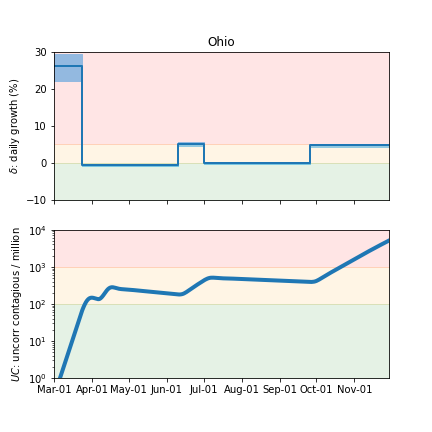 Ohio
30
20
10
0
−10
δ: daily growth (%)
10⁴
10³
10²
10¹
10⁰
UC: uncorr contagious / million
Mar-01 Apr-01 May-01 Jun-01 Jul-01 Aug-01 Sep-01 Oct-01 Nov-01